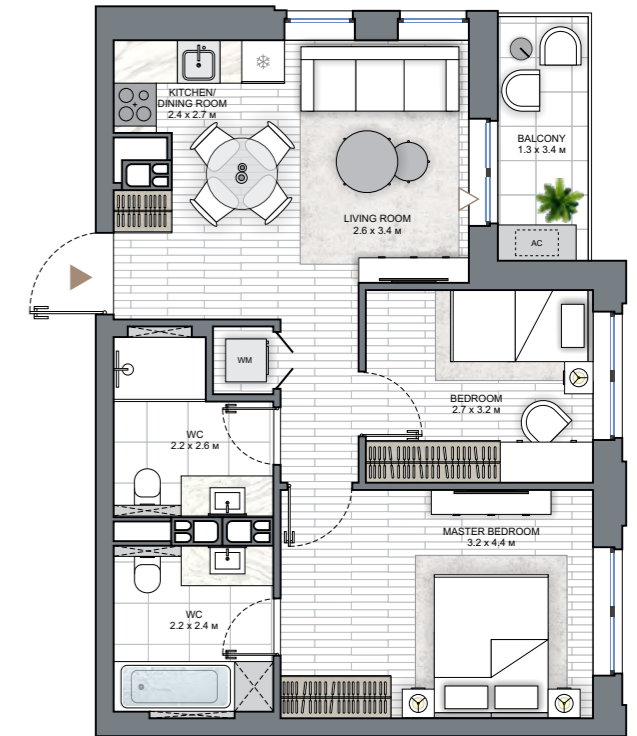 KITCHEN/
DINING ROOM
2.4 x 2.7 м
BALCONY
1.3 x 3.4 м
LIVING ROOM
2.6 x 3.4 м
AC
WM
BEDROOM
2.7 x 3.2 м
WC
2.2 x 2.6 м
MASTER BEDROOM
3.2 x 4.4 м
WC
2.2 x 2.4 м